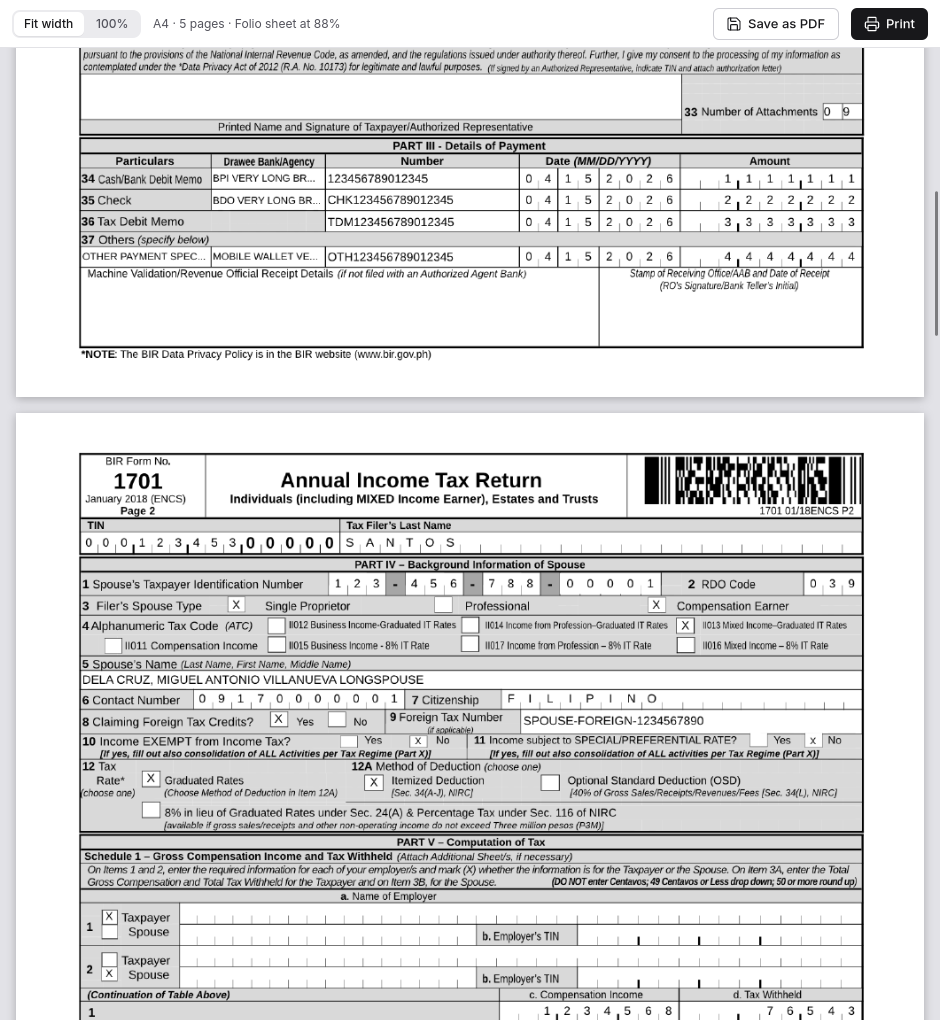 Fit width 100% A4 · 5 pages · Folio sheet at 88% Save as PDF Print
pursuant to the provisions of the National Internal Revenue Code, as amended, and the regulations issued under authority thereof. Further, I give my consent to the processing of my information as
contemplated under the *Data Privacy Act of 2012 (R.A. No. 10173) for legitimate and lawful purposes. (If signed by an Authorized Representative, indicate TIN and attach authorization letter)
33 Number of Attachments 0 9
Printed Name and Signature of Taxpayer/Authorized Representative
PART III - Details of Payment
Particulars Drawee Bank/Agency Number Date (MM/DD/YYYY) Amount
34 Cash/Bank Debit Memo BPI VERY LONG BR... 123456789012345 0 4 1 5 2 0 2 6 1 1 1 1 1 1 1
35 Check BDO VERY LONG BR... CHK123456789012345 0 4 1 5 2 0 2 6 2 2 2 2 2 2 2
36 Tax Debit Memo TDM123456789012345 0 4 1 5 2 0 2 6 3 3 3 3 3 3 3
37 Others (specify below)
OTHER PAYMENT SPEC... MOBILE WALLET VE... OTH123456789012345 0 4 1 5 2 0 2 6 4 4 4 4 4 4 4
Machine Validation/Revenue Official Receipt Details (if not filed with an Authorized Agent Bank) Stamp of Receiving Office/AAB and Date of Receipt
(RO's Signature/Bank Teller's Initial)
*NOTE: The BIR Data Privacy Policy is in the BIR website (www.bir.gov.ph)
BIR Form No.
1701
January 2018 (ENCS)
Page 2
Annual Income Tax Return
Individuals (including MIXED Income Earner), Estates and Trusts
1701 01/18ENCS P2
TIN Tax Filer's Last Name
0 0 0 1 2 3 4 5 3 0 0 0 0 0 S A N T O S
PART IV – Background Information of Spouse
1 Spouse's Taxpayer Identification Number 1 2 3 - 4 5 6 - 7 8 8 - 0 0 0 0 1 2 RDO Code 0 3 9
3 Filer's Spouse Type X Single Proprietor Professional X Compensation Earner
4 Alphanumeric Tax Code (ATC) II012 Business Income-Graduated IT Rates II014 Income from Profession–Graduated IT Rates X II013 Mixed Income–Graduated IT Rates
II011 Compensation Income II015 Business Income - 8% IT Rate II017 Income from Profession – 8% IT Rate II016 Mixed Income – 8% IT Rate
5 Spouse's Name (Last Name, First Name, Middle Name)
DELA CRUZ, MIGUEL ANTONIO VILLANUEVA LONGSPOUSE
6 Contact Number 0 9 1 7 0 0 0 0 0 0 1 7 Citizenship F I L I P I N O
8 Claiming Foreign Tax Credits? X Yes No 9 Foreign Tax Number (if applicable) SPOUSE-FOREIGN-1234567890
10 Income EXEMPT from Income Tax? Yes X No 11 Income subject to SPECIAL/PREFERENTIAL RATE? Yes X No
[If yes, fill out also consolidation of ALL Activities per Tax Regime (Part X)] [If yes, fill out also consolidation of ALL activities per Tax Regime (Part X)]
12 Tax 12A Method of Deduction (choose one)
Rate* X Graduated Rates X Itemized Deduction Optional Standard Deduction (OSD)
(choose one) (Choose Method of Deduction in Item 12A) [Sec. 34(A-J), NIRC] [40% of Gross Sales/Receipts/Revenues/Fees [Sec. 34(L), NIRC]
8% in lieu of Graduated Rates under Sec. 24(A) & Percentage Tax under Sec. 116 of NIRC
[available if gross sales/receipts and other non-operating income do not exceed Three million pesos (P3M)]
PART V – Computation of Tax
Schedule 1 – Gross Compensation Income and Tax Withheld (Attach Additional Sheet/s, if necessary)
On Items 1 and 2, enter the required information for each of your employer/s and mark (X) whether the information is for the Taxpayer or the Spouse. On Item 3A, enter the Total
Gross Compensation and Total Tax Withheld for the Taxpayer and on Item 3B, for the Spouse. (DO NOT enter Centavos; 49 Centavos or Less drop down; 50 or more round up)
a. Name of Employer
1 X Taxpayer
Spouse b. Employer's TIN
2 Taxpayer
X Spouse b. Employer's TIN
(Continuation of Table Above) c. Compensation Income d. Tax Withheld
1 1 2 3 4 5 6 8 7 6 5 4 3